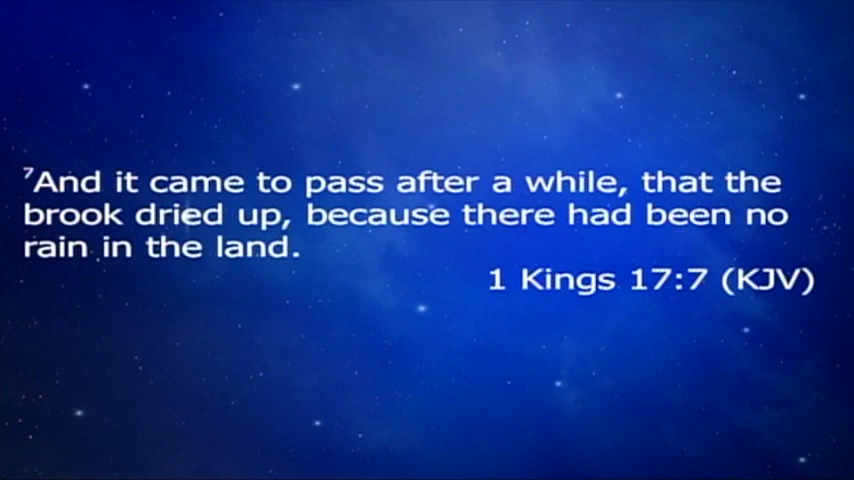 ⁷And it came to pass after a while, that the
brook dried up, because there had been no
rain in the land.
1 Kings 17:7 (KJV)